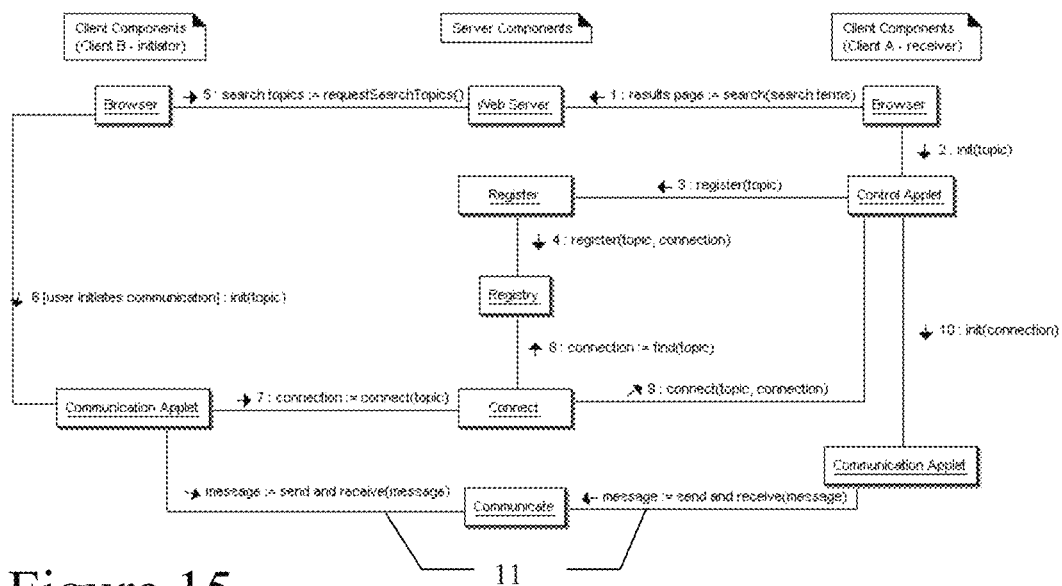 Client Components
(Client B - initiator)
Server Components
Client Components
(Client A - receiver)
Browser
5 : search topics := requestSearchTopics()
Web Server
1 : results page := search(search terms)
Browser
2 : init(topic)
Register
3 : register(topic)
Control Applet
4 : register(topic, connection)
6 [user initiates communication] : init(topic)
Registry
10 : init(connection)
8 : connection := find(topic)
Communication Applet
7 : connection := connect(topic)
Connect
9 : connect(topic, connection)
Communication Applet
message := send and receive(message)
Communicate
message := send and receive(message)
11
Figure 15